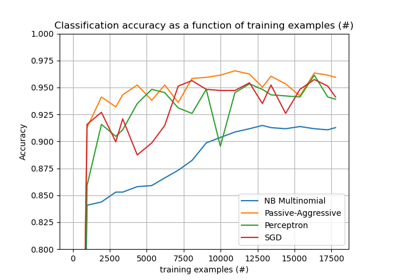 Classification accuracy as a function of training examples (#)
1.000
0.975
0.950
0.925
0.900
0.875
0.850
0.825
0.800
Accuracy
NB Multinomial
Passive-Aggressive
Perceptron
SGD
0 2500 5000 7500 10000 12500 15000 17500
training examples (#)